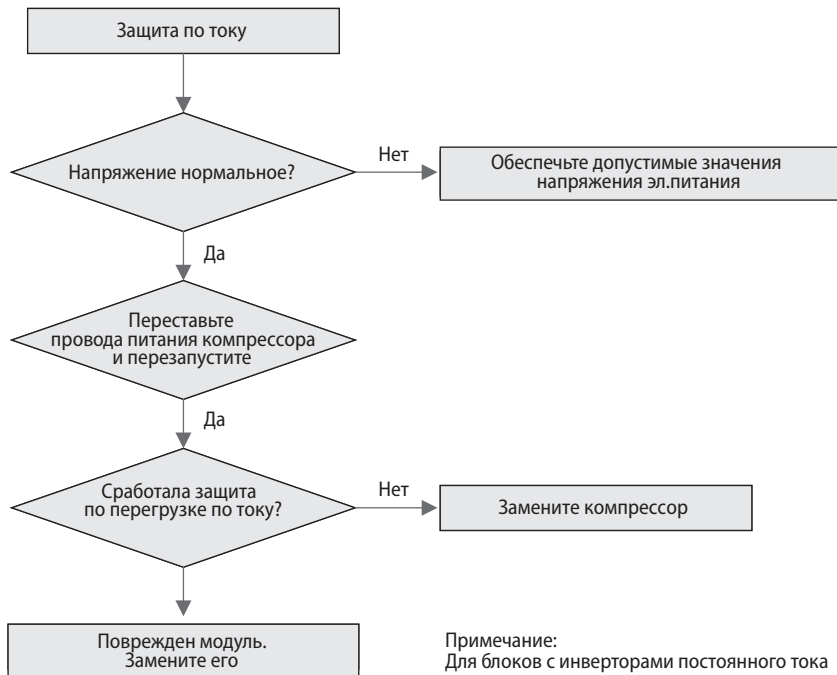 Защита по току
Напряжение нормальное?
Нет
Обеспечьте допустимые значения
напряжения эл.питания
Да
Переставьте
провода питания компрессора
и перезапустите
Да
Сработала защита
по перегрузке по току?
Нет
Замените компрессор
Поврежден модуль.
Замените его
Примечание:
Для блоков с инверторами постоянного тока